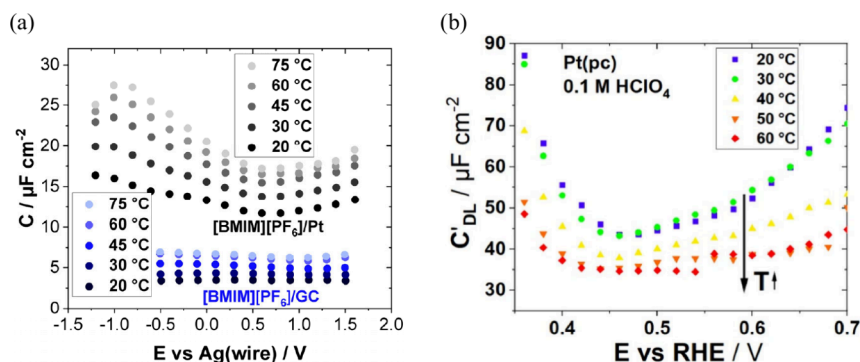 (a)
C / μF cm⁻²
30
25
20
15
10
5
0
75 °C
60 °C
45 °C
30 °C
20 °C
[BMIM][PF₆]/Pt
75 °C
60 °C
45 °C
30 °C
20 °C
[BMIM][PF₆]/GC
-1.5 -1.0 -0.5 0.0 0.5 1.0 1.5 2.0
E vs Ag(wire) / V
(b)
C'DL / μF cm⁻²
90
80
70
60
50
40
30
Pt(pc)
0.1 M HClO₄
20 °C
30 °C
40 °C
50 °C
60 °C
T↑
0.4 0.5 0.6 0.7
E vs RHE / V